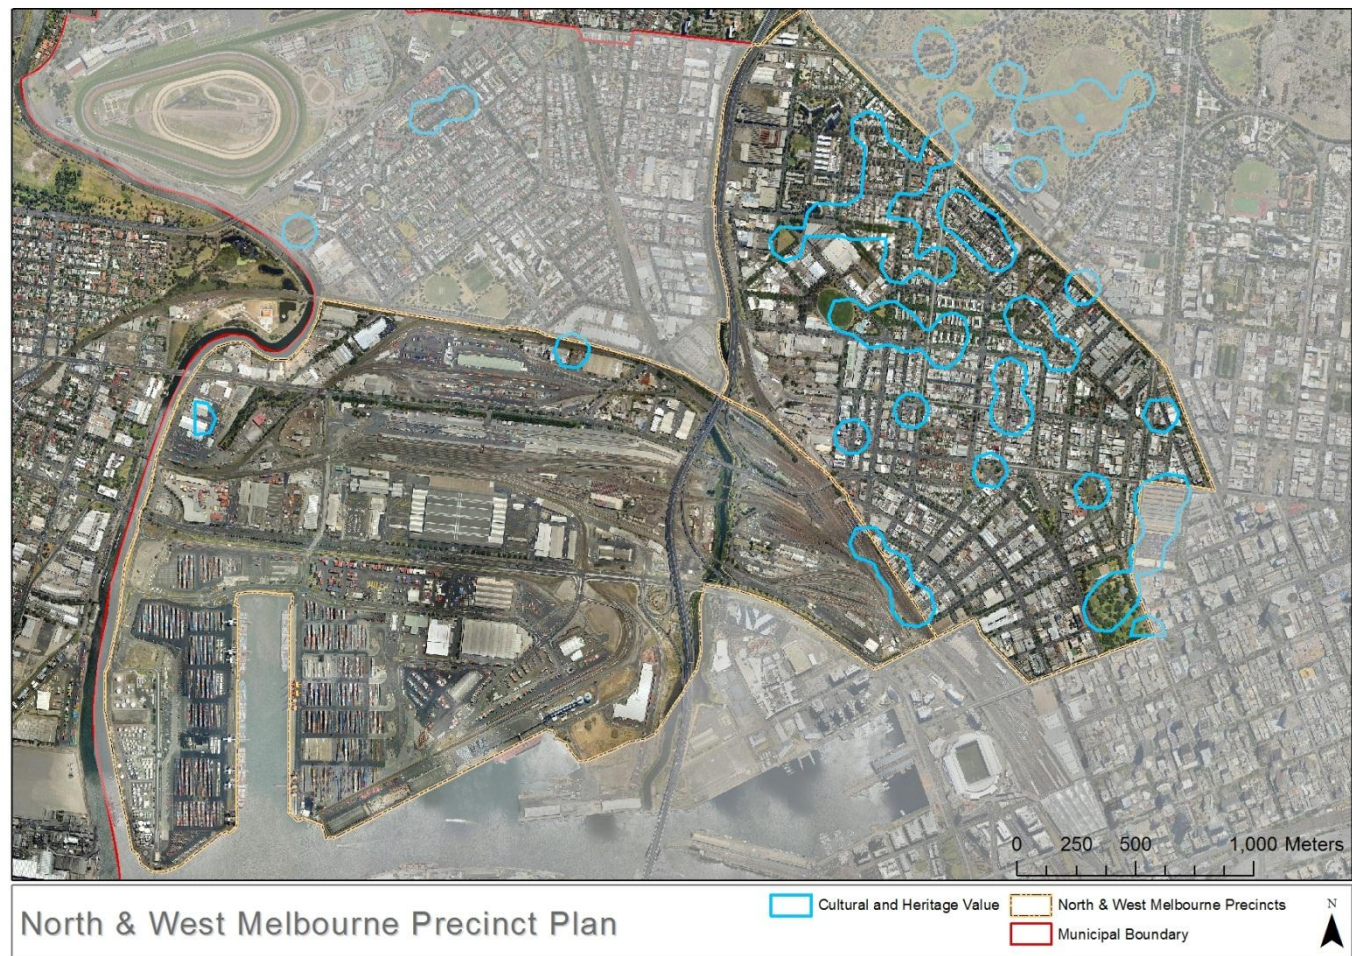 0 250 500 1,000 Meters
North & West Melbourne Precinct Plan
Cultural and Heritage Value
North & West Melbourne Precincts
Municipal Boundary
N